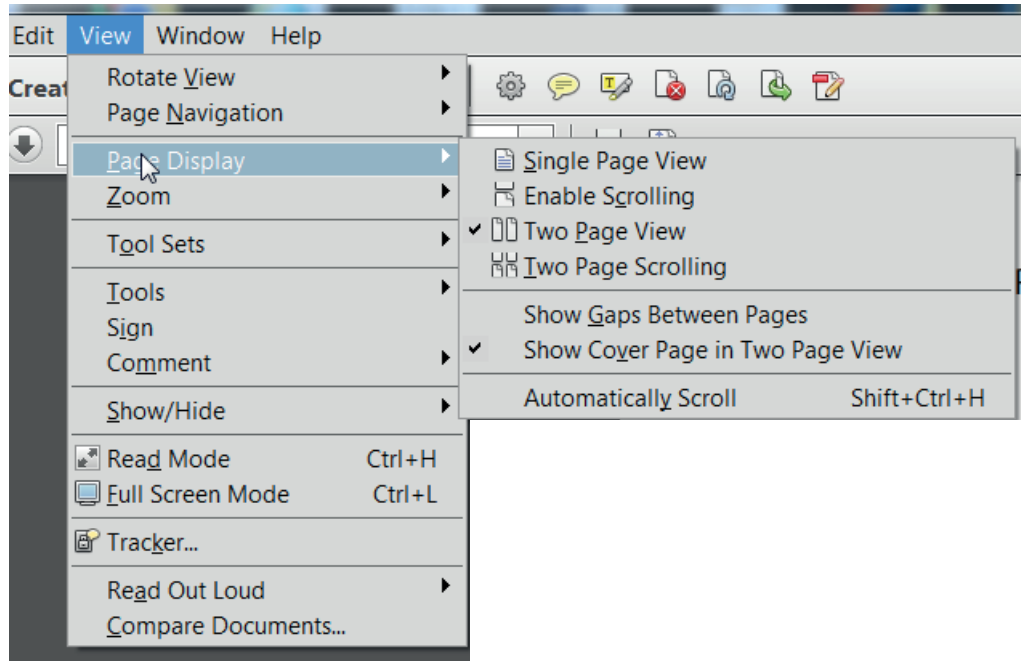 Edit View Window Help
Creat
Rotate View
Page Navigation
Page Display
Zoom
Tool Sets
Tools
Sign
Comment
Show/Hide
Read Mode Ctrl+H
Full Screen Mode Ctrl+L
Tracker...
Read Out Loud
Compare Documents...
Single Page View
Enable Scrolling
Two Page View
Two Page Scrolling
Show Gaps Between Pages
Show Cover Page in Two Page View
Automatically Scroll Shift+Ctrl+H